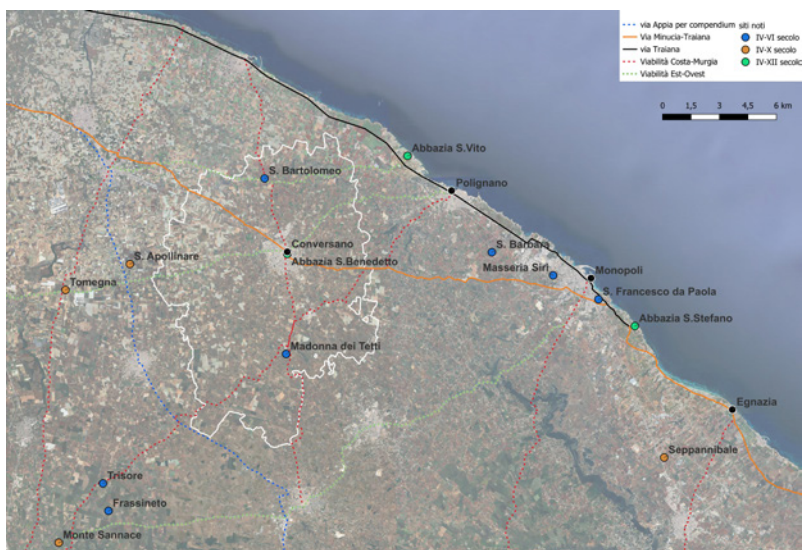 via Appia per compendium
siti noti
Via Minucia-Traiana
IV-VI secolo
via Traiana
IV-X secolo
Viabilità Costa-Murgia
IV-XII secolo
Viabilità Est-Ovest
0 1,5 3 4,5 6 km
Abbazia S.Vito
S. Bartolomeo
Polignano
Conversano
S. Barbara
Abbazia S.Benedetto
S. Apollinare
Masseria Sirl
Monopoli
Tomegna
S. Francesco da Paola
Abbazia S.Stefano
Madonna dei Tetti
Egnazia
Seppannibale
Trisore
Frassineto
Monte Sannace